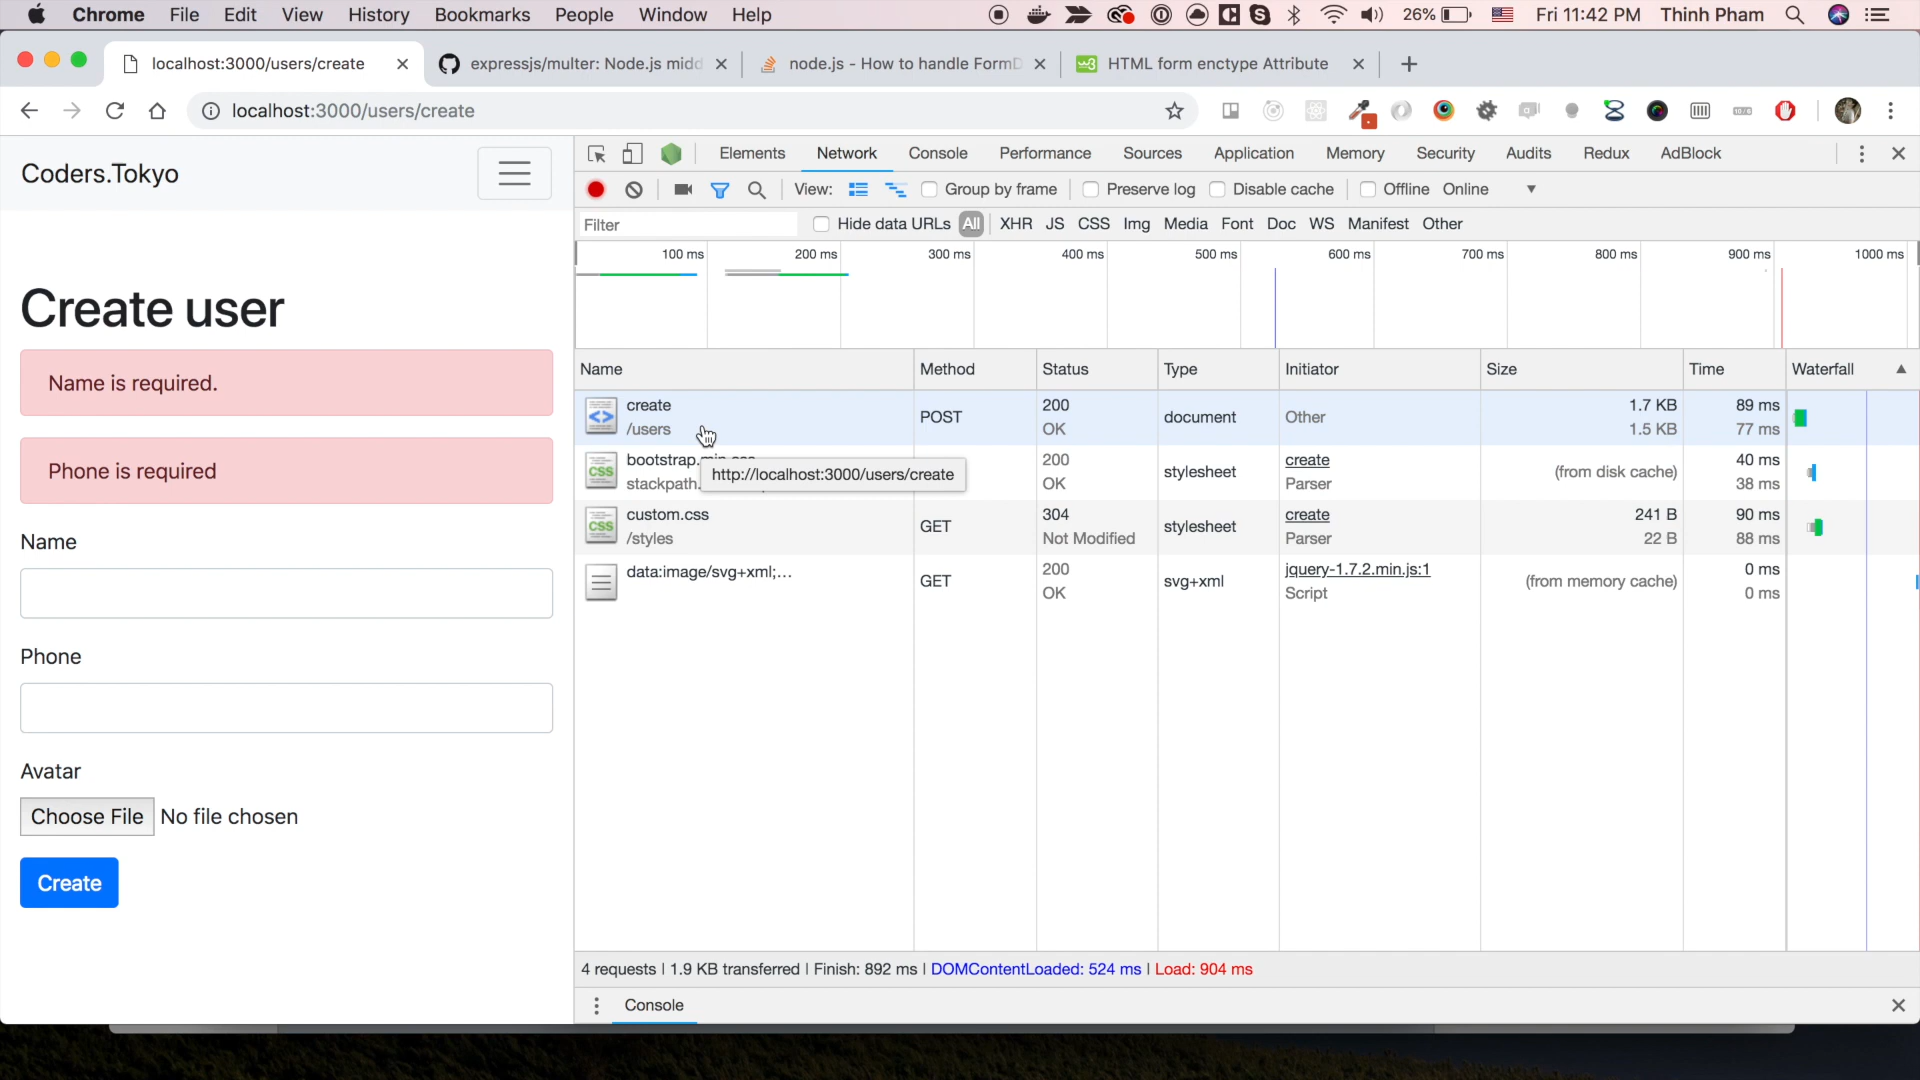 Chrome File Edit View History Bookmarks People Window Help 26% Fri 11:42 PM Thinh Pham
localhost:3000/users/create expressjs/multer: Node.js midd node.js - How to handle FormD HTML form enctype Attribute
localhost:3000/users/create
Coders.Tokyo
Create user
Name is required.
Phone is required
Name
Phone
Avatar
Choose File No file chosen
Create
Elements Network Console Performance Sources Application Memory Security Audits Redux AdBlock
View: Group by frame Preserve log Disable cache Offline Online
Filter Hide data URLs All XHR JS CSS Img Media Font Doc WS Manifest Other
100 ms 200 ms 300 ms 400 ms 500 ms 600 ms 700 ms 800 ms 900 ms 1000 ms
Name Method Status Type Initiator Size Time Waterfall
create 200 1.7 KB 89 ms
/users POST OK document Other 1.5 KB 77 ms
bootstrap. 200 create 40 ms
stackpath. OK stylesheet Parser (from disk cache) 38 ms
http://localhost:3000/users/create
custom.css 304 create 241 B 90 ms
/styles GET Not Modified stylesheet Parser 22 B 88 ms
data:image/svg+xml;... 200 jquery-1.7.2.min.js:1 0 ms
GET OK svg+xml Script (from memory cache) 0 ms
4 requests | 1.9 KB transferred | Finish: 892 ms | DOMContentLoaded: 524 ms | Load: 904 ms
Console